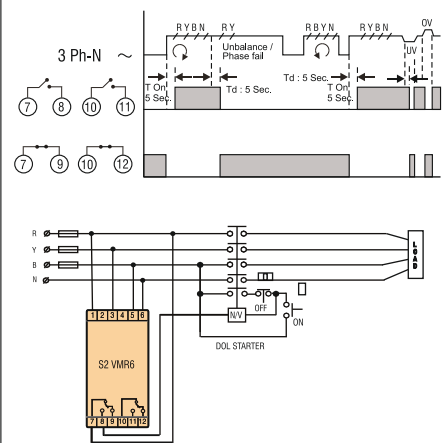 R Y B N
R Y
R B Y N
R Y B N
OV
UV
3 Ph-N ~
Unbalance /
Phase fail
T On
5 Sec.
Td : 5 Sec.
Td : 5 Sec.
T On
5 Sec.
7 8 10 11
7 9 10 12
R
Y
B
N
LOAD
OFF
ON
N/V
DOL STARTER
1 2 3 4 5 6
S2 VMR6
7 8 9 10 11 12